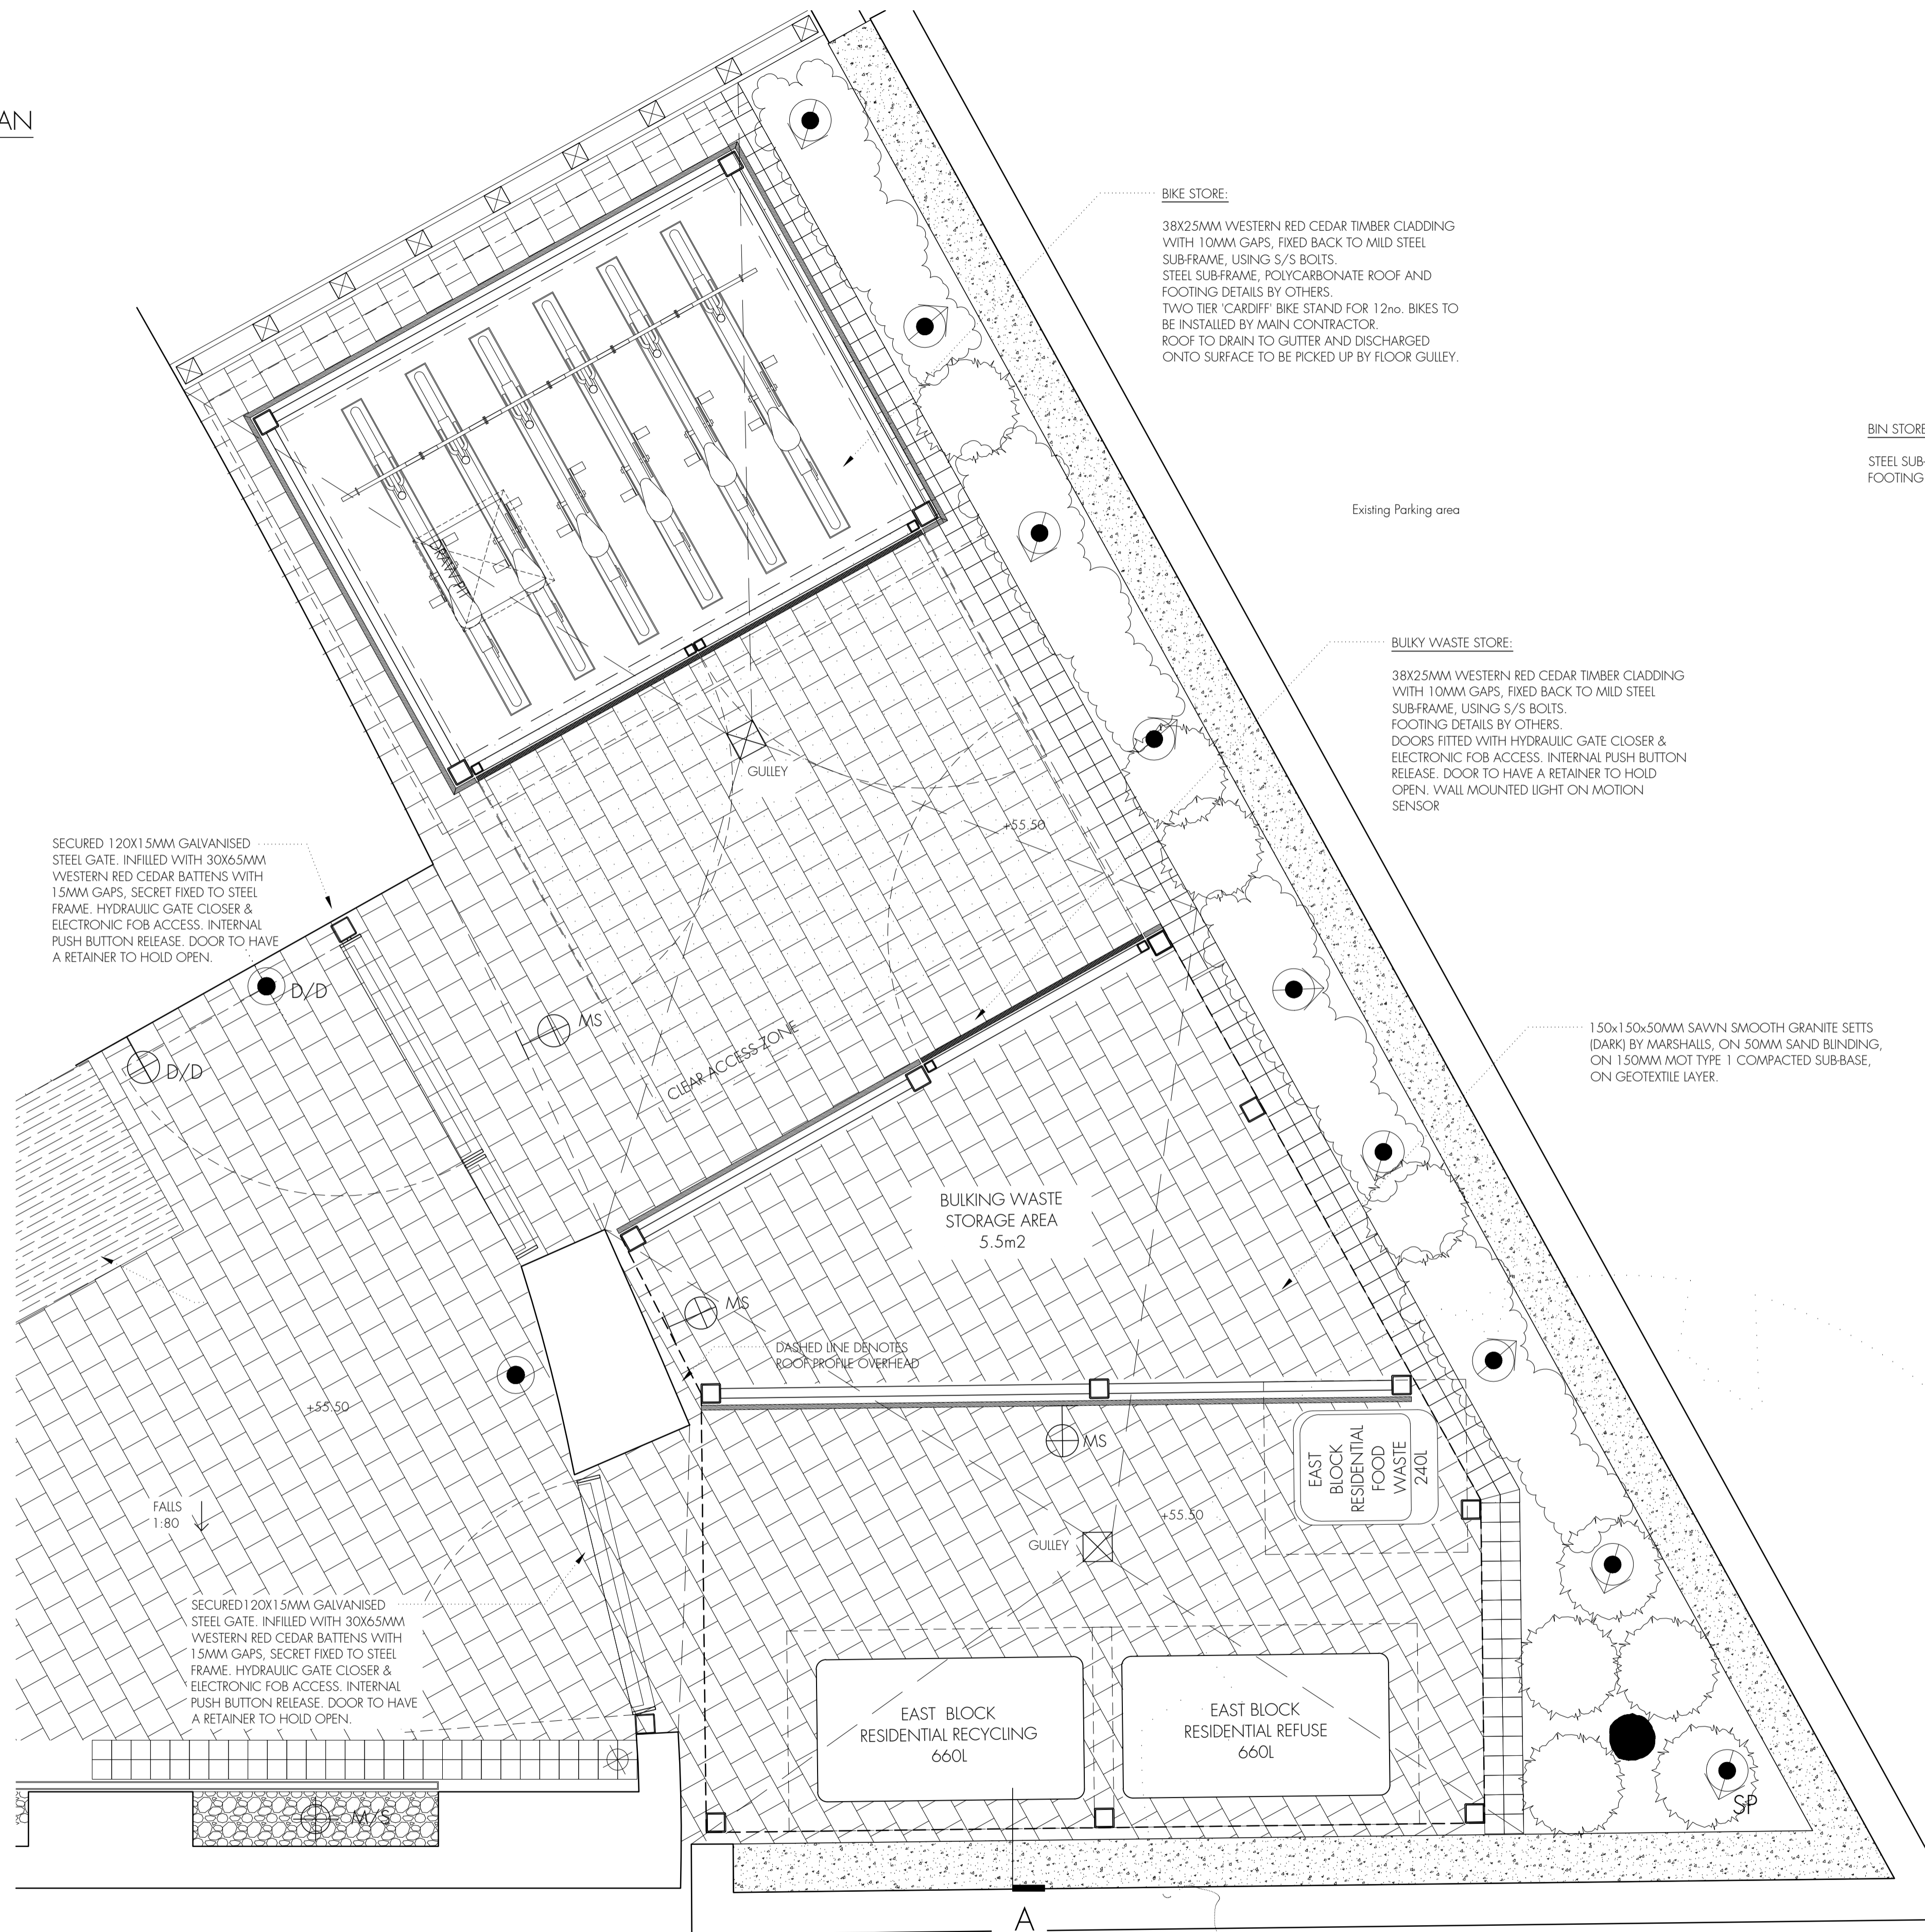 AN
BIKE STORE:
38X25MM WESTERN RED CEDAR TIMBER CLADDING
WITH 10MM GAPS, FIXED BACK TO MILD STEEL
SUB-FRAME, USING S/S BOLTS.
STEEL SUB-FRAME, POLYCARBONATE ROOF AND
FOOTING DETAILS BY OTHERS.
TWO TIER 'CARDIFF' BIKE STAND FOR 12no. BIKES TO
BE INSTALLED BY MAIN CONTRACTOR.
ROOF TO DRAIN TO GUTTER AND DISCHARGED
ONTO SURFACE TO BE PICKED UP BY FLOOR GULLEY.
BIN STORE
STEEL SUB-
FOOTING
Existing Parking area
DRAW PIT
BULKY WASTE STORE:
38X25MM WESTERN RED CEDAR TIMBER CLADDING
WITH 10MM GAPS, FIXED BACK TO MILD STEEL
SUB-FRAME, USING S/S BOLTS.
FOOTING DETAILS BY OTHERS.
DOORS FITTED WITH HYDRAULIC GATE CLOSER &
ELECTRONIC FOB ACCESS. INTERNAL PUSH BUTTON
RELEASE. DOOR TO HAVE A RETAINER TO HOLD
OPEN. WALL MOUNTED LIGHT ON MOTION
SENSOR
GULLEY
+55.50
SECURED 120X15MM GALVANISED
STEEL GATE. INFILLED WITH 30X65MM
WESTERN RED CEDAR BATTENS WITH
15MM GAPS, SECRET FIXED TO STEEL
FRAME. HYDRAULIC GATE CLOSER &
ELECTRONIC FOB ACCESS. INTERNAL
PUSH BUTTON RELEASE. DOOR TO HAVE
A RETAINER TO HOLD OPEN.
D/D
MS
D/D
CLEAR ACCESS ZONE
150x150x50MM SAWN SMOOTH GRANITE SETTS
(DARK) BY MARSHALLS, ON 50MM SAND BLINDING,
ON 150MM MOT TYPE 1 COMPACTED SUB-BASE,
ON GEOTEXTILE LAYER.
BULKING WASTE
STORAGE AREA
5.5m2
MS
DASHED LINE DENOTES
ROOF PROFILE OVERHEAD
+55.50
MS
EAST
BLOCK
RESIDENTIAL
FOOD
WASTE
240L
FALLS
1:80
+55.50
GULLEY
SECURED120X15MM GALVANISED
STEEL GATE. INFILLED WITH 30X65MM
WESTERN RED CEDAR BATTENS WITH
15MM GAPS, SECRET FIXED TO STEEL
FRAME. HYDRAULIC GATE CLOSER &
ELECTRONIC FOB ACCESS. INTERNAL
PUSH BUTTON RELEASE. DOOR TO HAVE
A RETAINER TO HOLD OPEN.
EAST BLOCK
RESIDENTIAL RECYCLING
660L
EAST BLOCK
RESIDENTIAL REFUSE
660L
M/S
SP
A